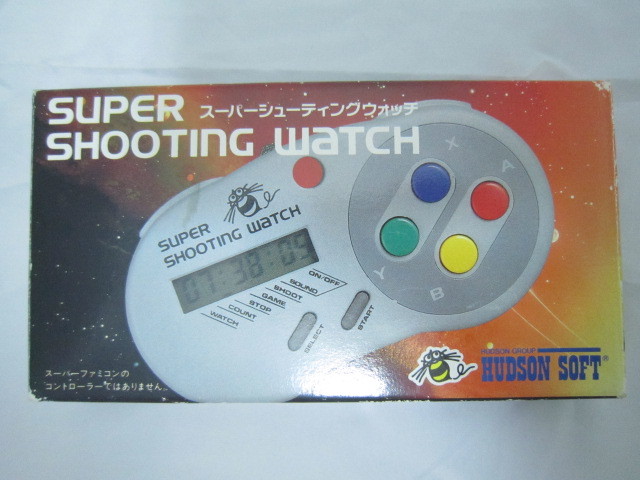 SUPER
SHOOTING WATCH
スーパーシューティングウォッチ
X
A
Y
B
SUPER
SHOOTING WATCH
01:38:05
ON/OFF
SOUND
SHOOT
GAME
STOP
COUNT
WATCH
SELECT
START
スーパーファミコンの
コントローラーではありません。
HUDSON GROUP
HUDSON SOFT®